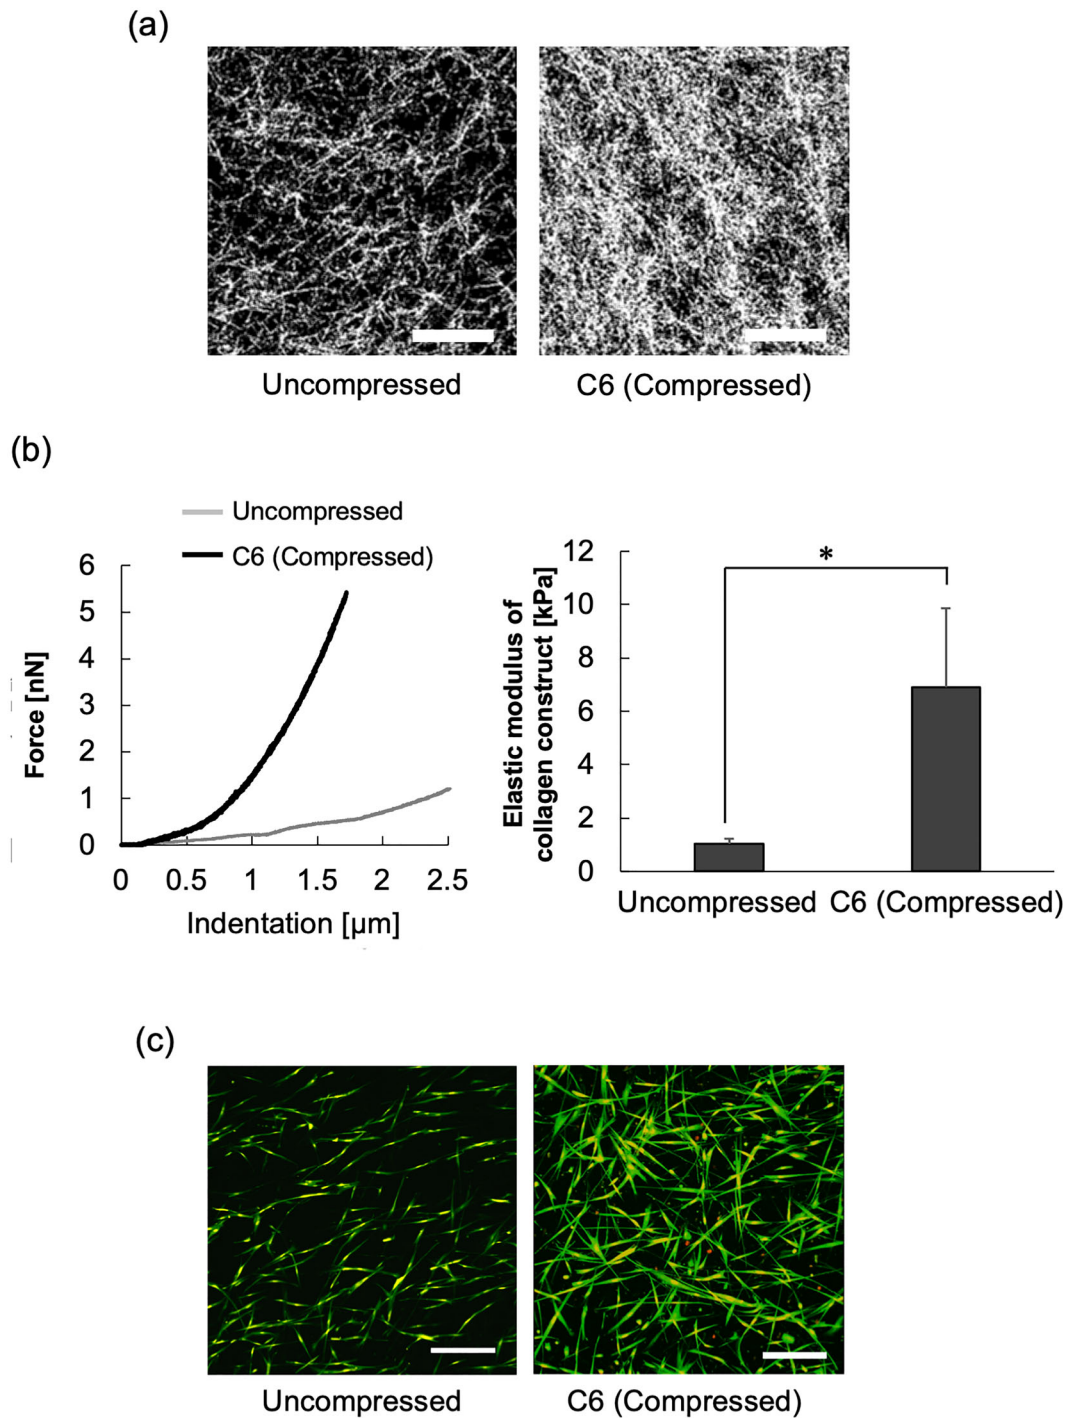 (a)
Uncompressed
C6 (Compressed)
(b)
Uncompressed
C6 (Compressed)
Force [nN]
6
5
4
3
2
1
0
0
0.5
1
1.5
2
2.5
Indentation [µm]
Elastic modulus of
collagen construct [kPa]
12
10
8
6
4
2
0
*
Uncompressed
C6 (Compressed)
(c)
Uncompressed
C6 (Compressed)